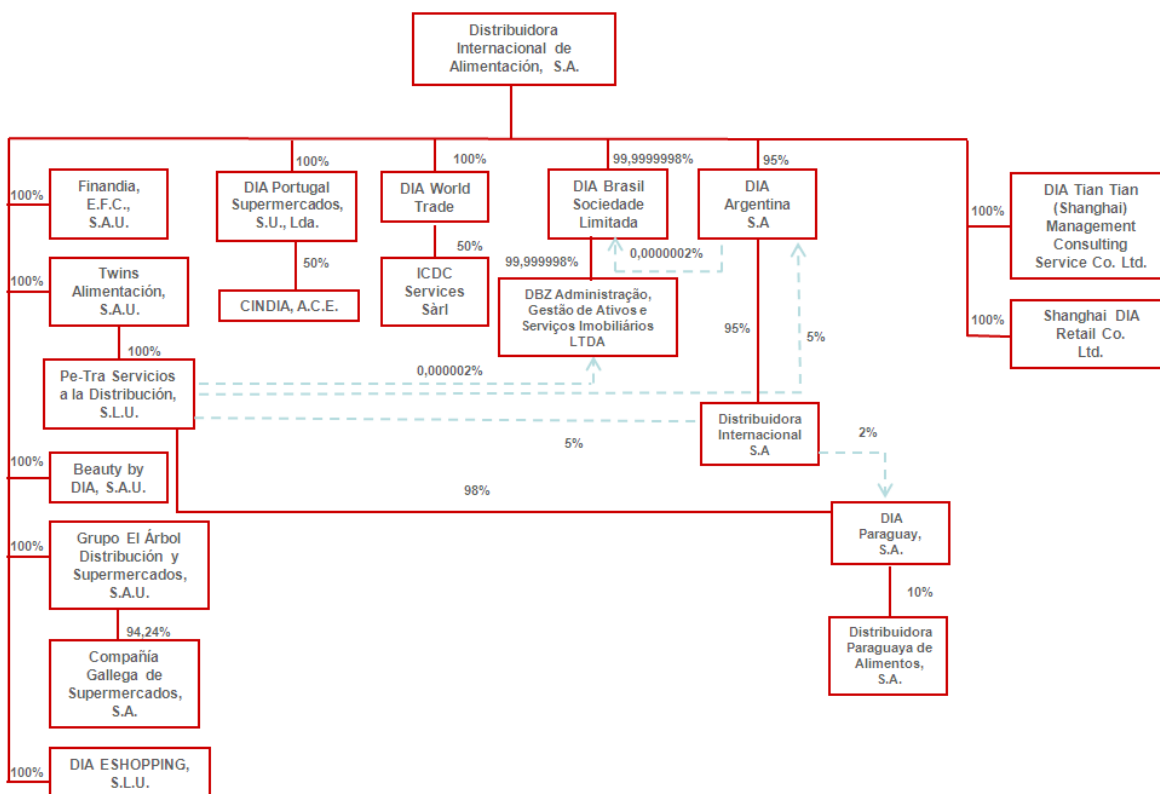 Distribuidora
Internacional de
Alimentación, S.A.
100%
Finandia,
E.F.C.,
S.A.U.
100%
DIA Portugal
Supermercados,
S.U., Lda.
100%
DIA World
Trade
99,9999998%
DIA Brasil
Sociedade
Limitada
95%
DIA
Argentina
S.A
100%
DIA Tian Tian
(Shanghai)
Management
Consulting
Service Co. Ltd.
100%
Twins
Alimentación,
S.A.U.
50%
CINDIA, A.C.E.
50%
ICDC
Services
Sàrl
99,999998%
0,0000002%
DBZ Administração,
Gestão de Ativos e
Serviços Imobiliários
LTDA
95%
5%
100%
Shanghai DIA
Retail Co.
Ltd.
100%
Pe-Tra Servicios
a la Distribución,
S.L.U.
0,000002%
5%
Distribuidora
Internacional
S.A
2%
100%
Beauty by
DIA, S.A.U.
98%
DIA
Paraguay,
S.A.
100%
Grupo El Árbol
Distribución y
Supermercados,
S.A.U.
10%
Distribuidora
Paraguaya de
Alimentos,
S.A.
94,24%
Compañía
Gallega de
Supermercados,
S.A.
100%
DIA ESHOPPING,
S.L.U.